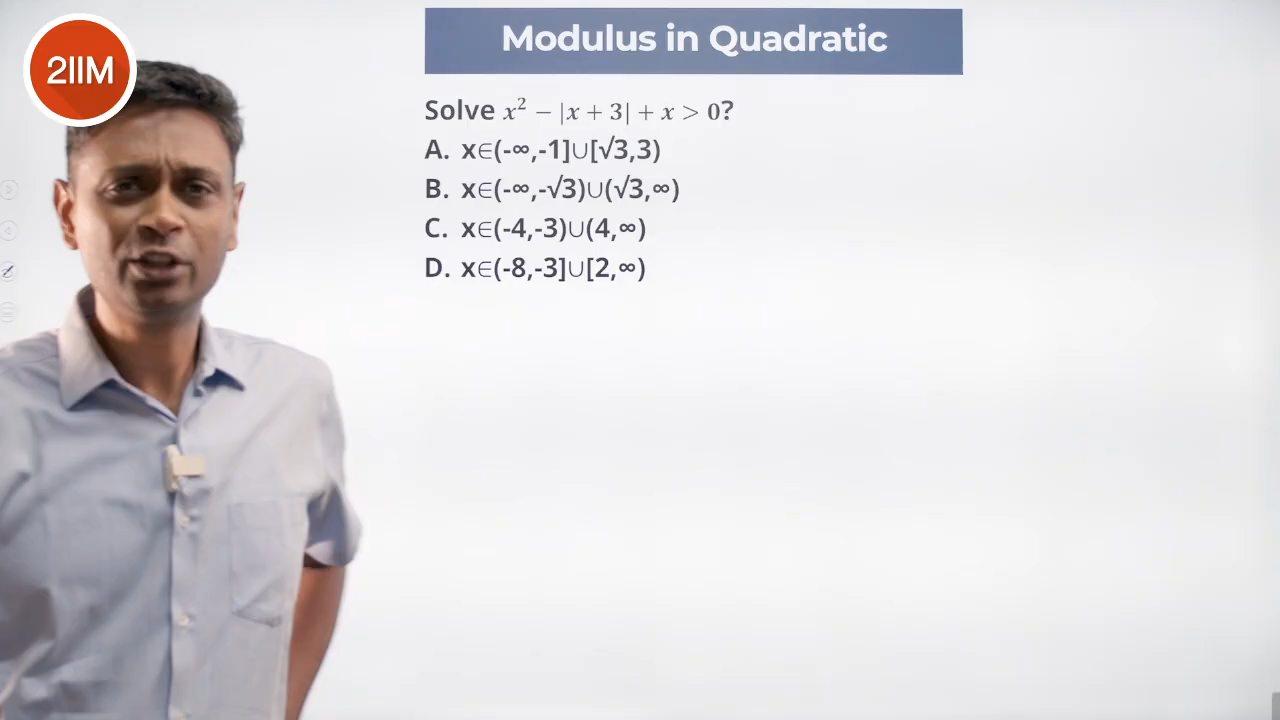 2IIM
Modulus in Quadratic
Solve x² − |x + 3| + x > 0?
A. x∈(-∞,-1]∪[√3,3)
B. x∈(-∞,-√3)∪(√3,∞)
C. x∈(-4,-3)∪(4,∞)
D. x∈(-8,-3]∪[2,∞)